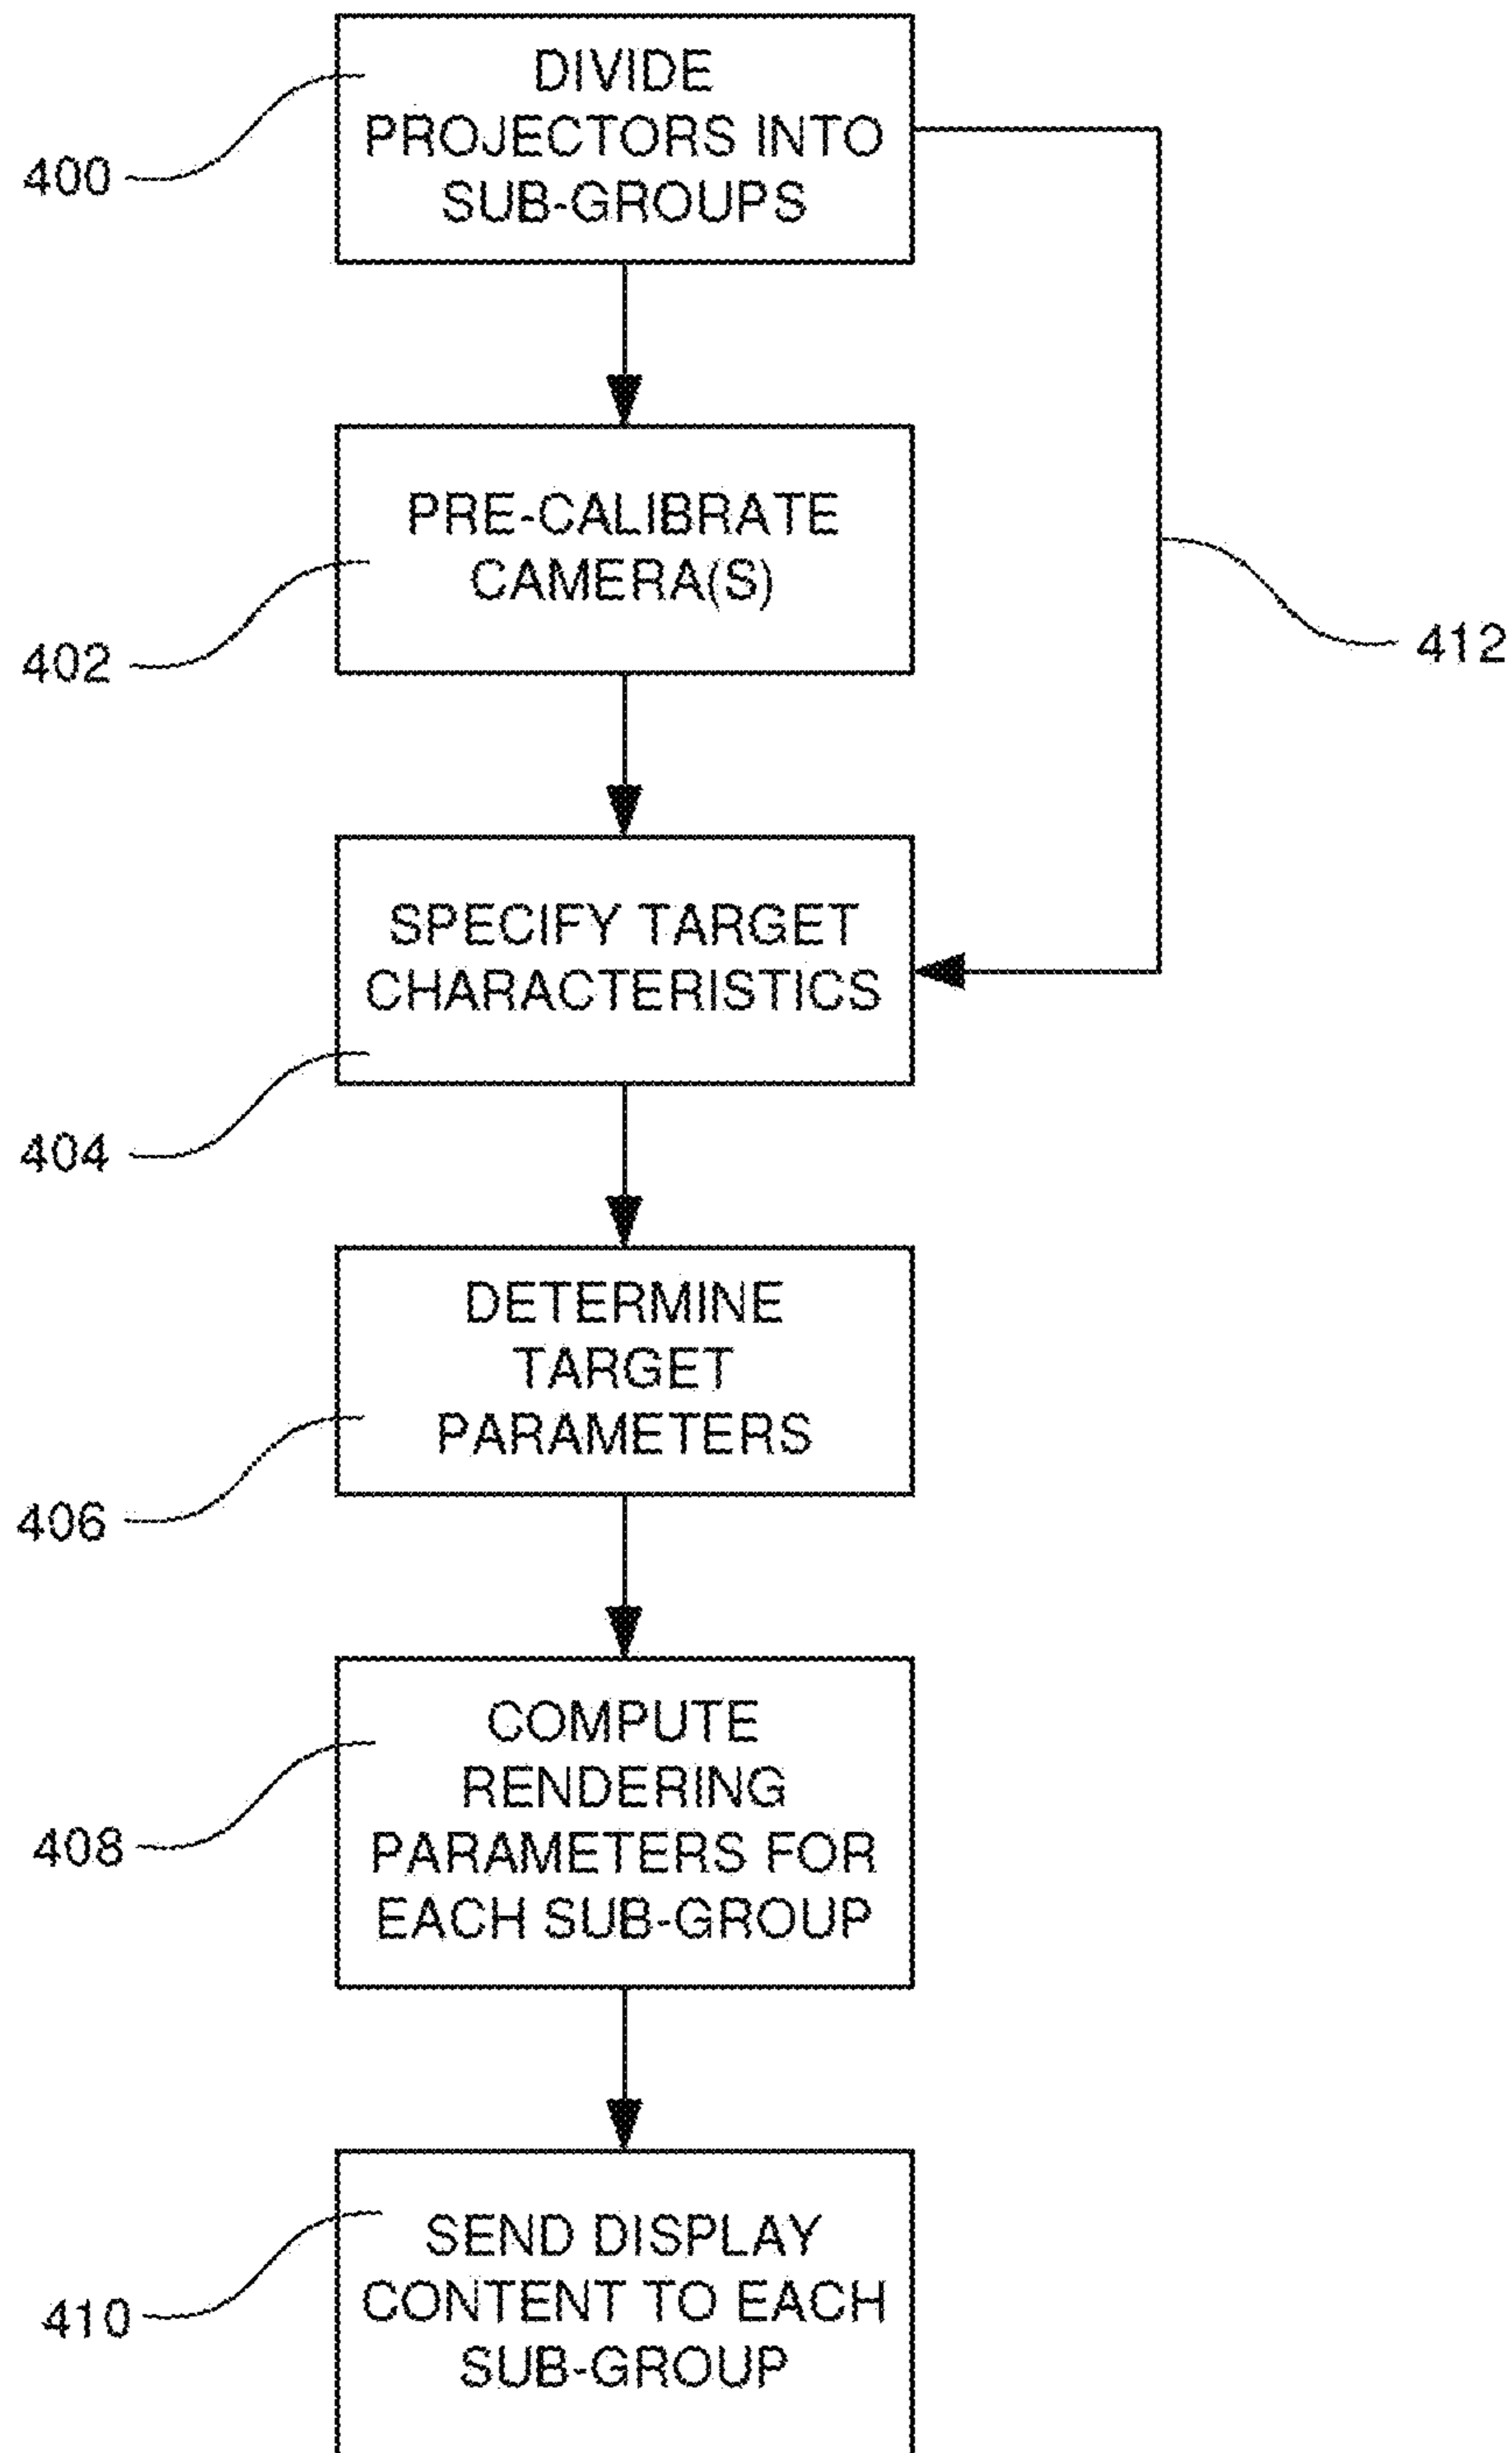 DIVIDE
PROJECTORS INTO
SUB-GROUPS
400
PRE-CALIBRATE
CAMERA(S)
402
412
SPECIFY TARGET
CHARACTERISTICS
404
DETERMINE
TARGET
PARAMETERS
406
COMPUTE
RENDERING
PARAMETERS FOR
EACH SUB-GROUP
408
SEND DISPLAY
CONTENT TO EACH
SUB-GROUP
410